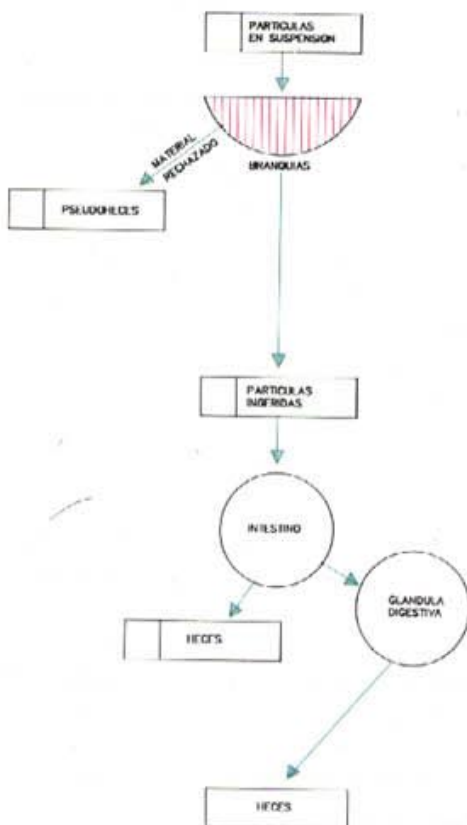 PARTICULAS
EN SUSPENSION
MATERIAL
RECHAZADO
BRANQUIAS
PSEUDOHECES
PARTICULAS
INGERIDAS
INTESTINO
GLANDULA
DIGESTIVA
HECES
HECES